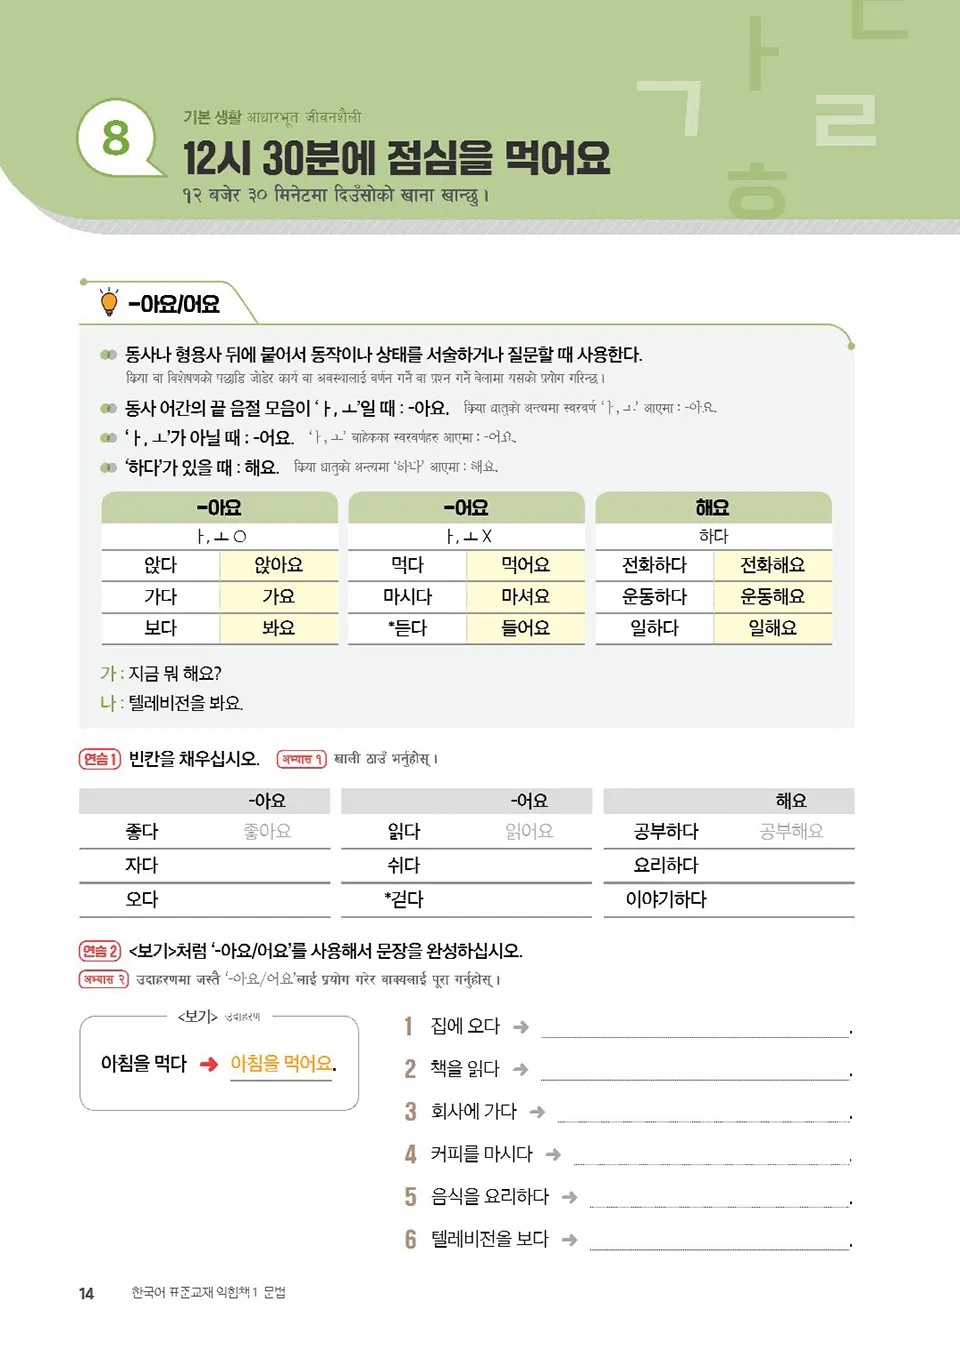 8
기본 생활 आधारभूत जीवनशैली
12시 30분에 점심을 먹어요
१२ बजेर ३० मिनेटमा दिउँसोको खाना खान्छु ।
ㅏ ㄷ ㄱ ㄹ ㅎ
-아요/어요
동사나 형용사 뒤에 붙어서 동작이나 상태를 서술하거나 질문할 때 사용한다.
क्रिया वा विशेषणको पछाडि जोडेर कार्य वा अवस्थालाई वर्णन गर्ने वा प्रश्न गर्ने बेलामा यसको प्रयोग गरिन्छ ।
동사 어간의 끝 음절 모음이 ‘ㅏ, ㅗ’일 때 : -아요. क्रिया धातुको अन्त्यमा स्वरवर्ण ‘ㅏ, ㅗ’ आएमा : -아요.
‘ㅏ, ㅗ’가 아닐 때 : -어요. ‘ㅏ, ㅗ’ बाहेकका स्वरवर्णहरु आएमा : -어요.
‘하다’가 있을 때 : 해요. क्रिया धातुको अन्त्यमा ‘하다’ आएमा : 해요.
-아요 -어요 해요
ㅏ, ㅗ O ㅏ, ㅗ X 하다
앉다 앉아요 먹다 먹어요 전화하다 전화해요
가다 가요 마시다 마셔요 운동하다 운동해요
보다 봐요 *듣다 들어요 일하다 일해요
가 : 지금 뭐 해요?
나 : 텔레비전을 봐요.
연습 1 빈칸을 채우십시오. अभ्यास १ खाली ठाउँ भर्नुहोस् ।
-아요 -어요 해요
좋다 좋아요 읽다 읽어요 공부하다 공부해요
자다 쉬다 요리하다
오다 *걷다 이야기하다
연습 2 <보기>처럼 ‘-아요/어요’를 사용해서 문장을 완성하십시오.
अभ्यास २ उदाहरणमा जस्तै ‘-아요/어요’लाई प्रयोग गरेर वाक्यलाई पूरा गर्नुहोस् ।
<보기> उदाहरण
아침을 먹다 ➜ 아침을 먹어요.
1 집에 오다 ➜ .
2 책을 읽다 ➜ .
3 회사에 가다 ➜ .
4 커피를 마시다 ➜ .
5 음식을 요리하다 ➜ .
6 텔레비전을 보다 ➜ .
14 한국어 표준교재 익힘책 1 문법